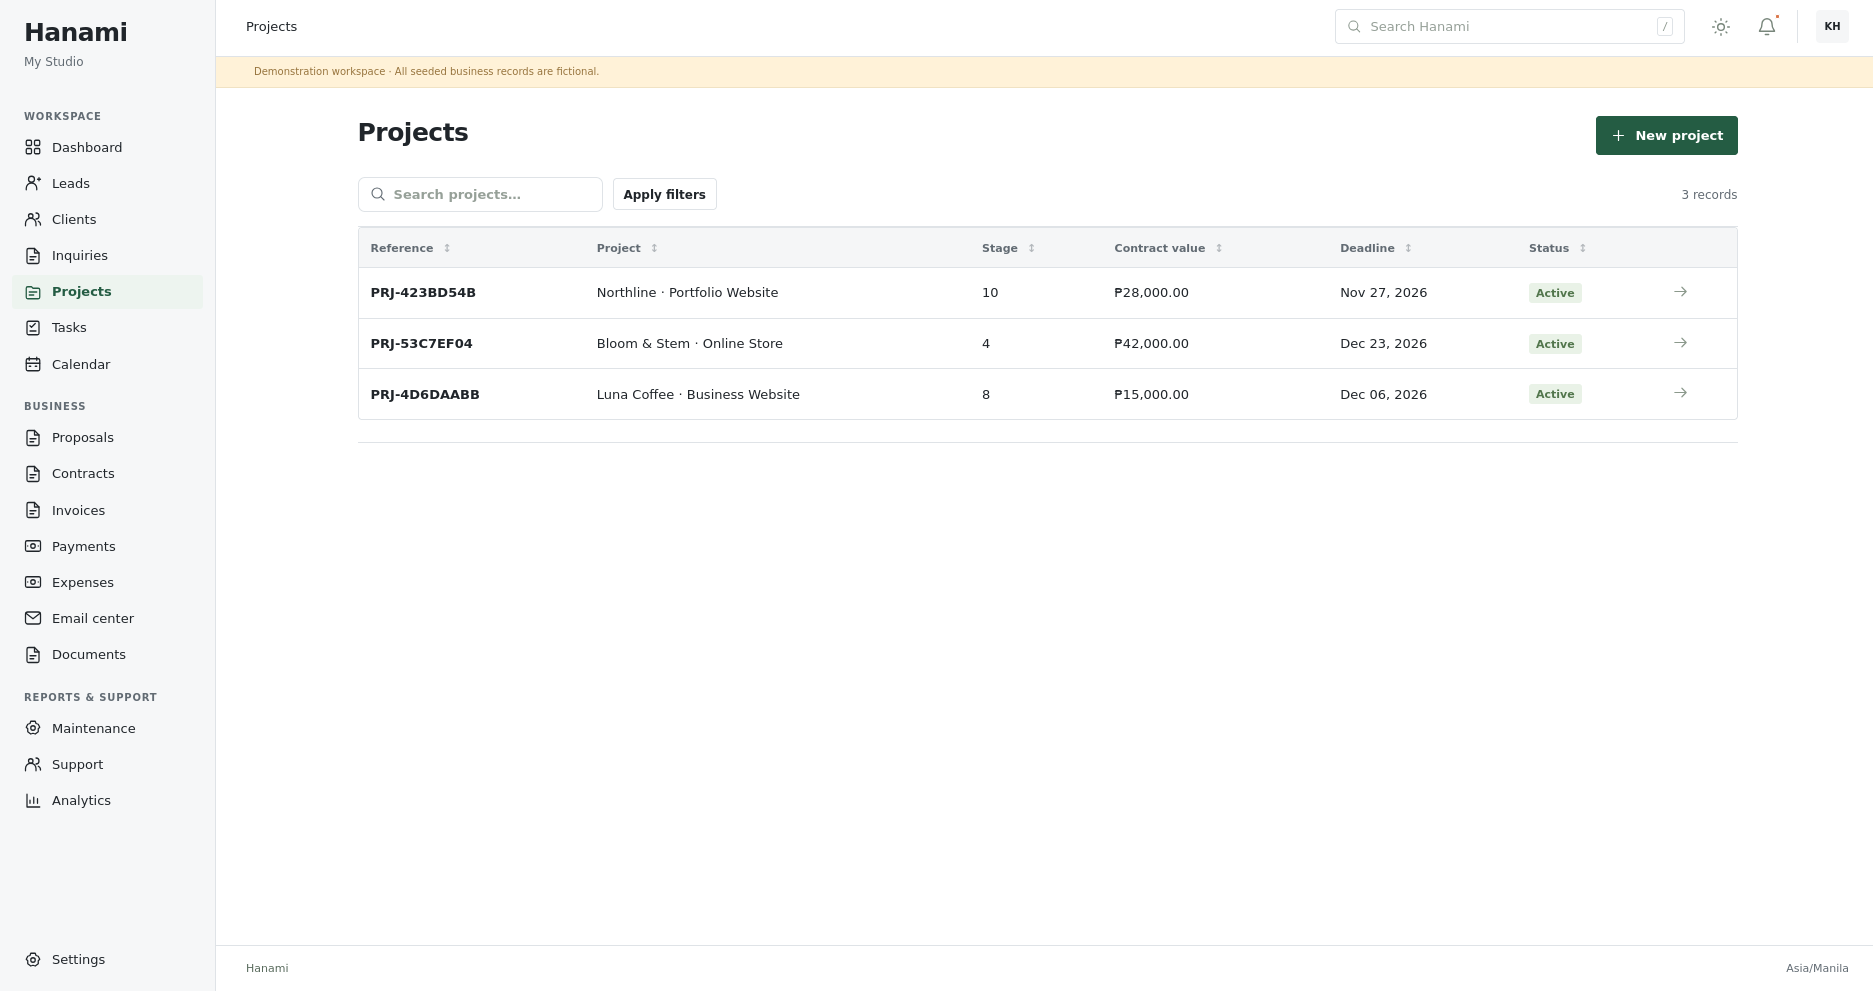 Hanami
My Studio
WORKSPACE
Dashboard
Leads
Clients
Inquiries
Projects
Tasks
Calendar
BUSINESS
Proposals
Contracts
Invoices
Payments
Expenses
Email center
Documents
REPORTS & SUPPORT
Maintenance
Support
Analytics
Settings
Projects
Search Hanami /
KH
Demonstration workspace · All seeded business records are fictional.
Projects
+ New project
Search projects…
Apply filters
3 records
Reference ↕ Project ↕ Stage ↕ Contract value ↕ Deadline ↕ Status ↕
PRJ-423BD54B Northline · Portfolio Website 10 ₱28,000.00 Nov 27, 2026 Active →
PRJ-53C7EF04 Bloom & Stem · Online Store 4 ₱42,000.00 Dec 23, 2026 Active →
PRJ-4D6DAABB Luna Coffee · Business Website 8 ₱15,000.00 Dec 06, 2026 Active →
Hanami
Asia/Manila